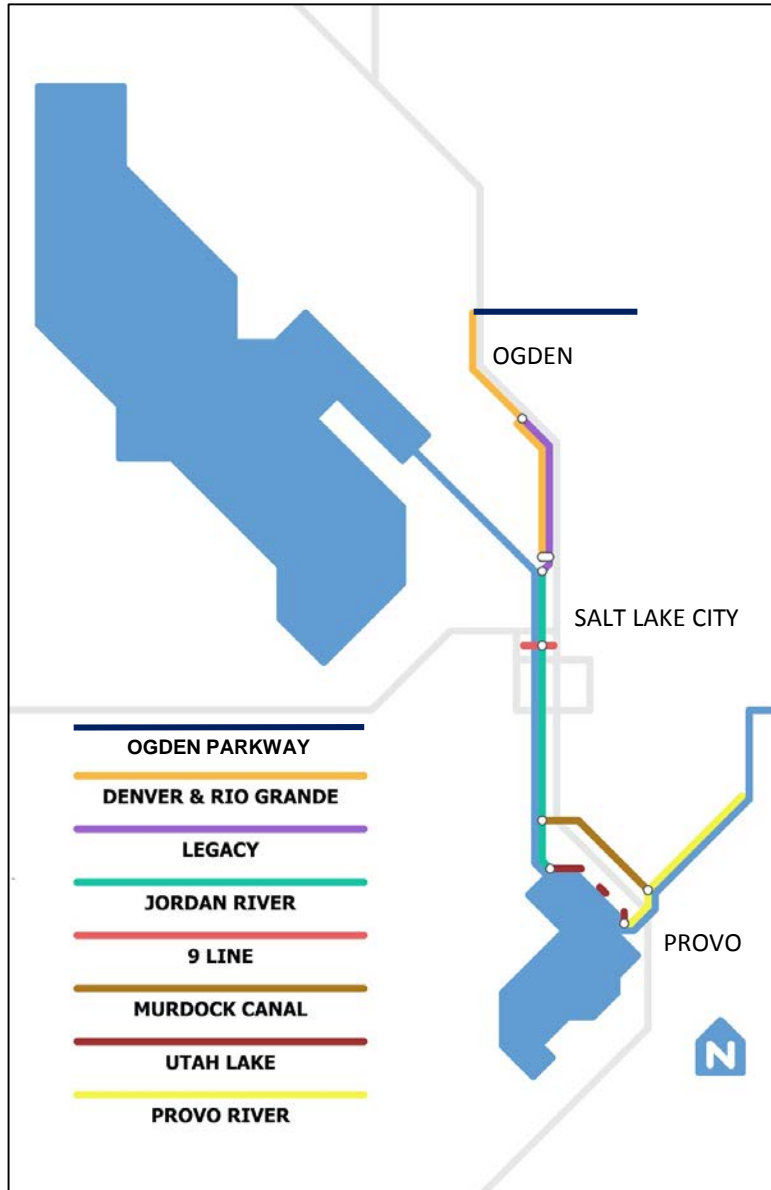 OGDEN
SALT LAKE CITY
PROVO
OGDEN PARKWAY
DENVER & RIO GRANDE
LEGACY
JORDAN RIVER
9 LINE
MURDOCK CANAL
UTAH LAKE
PROVO RIVER
N